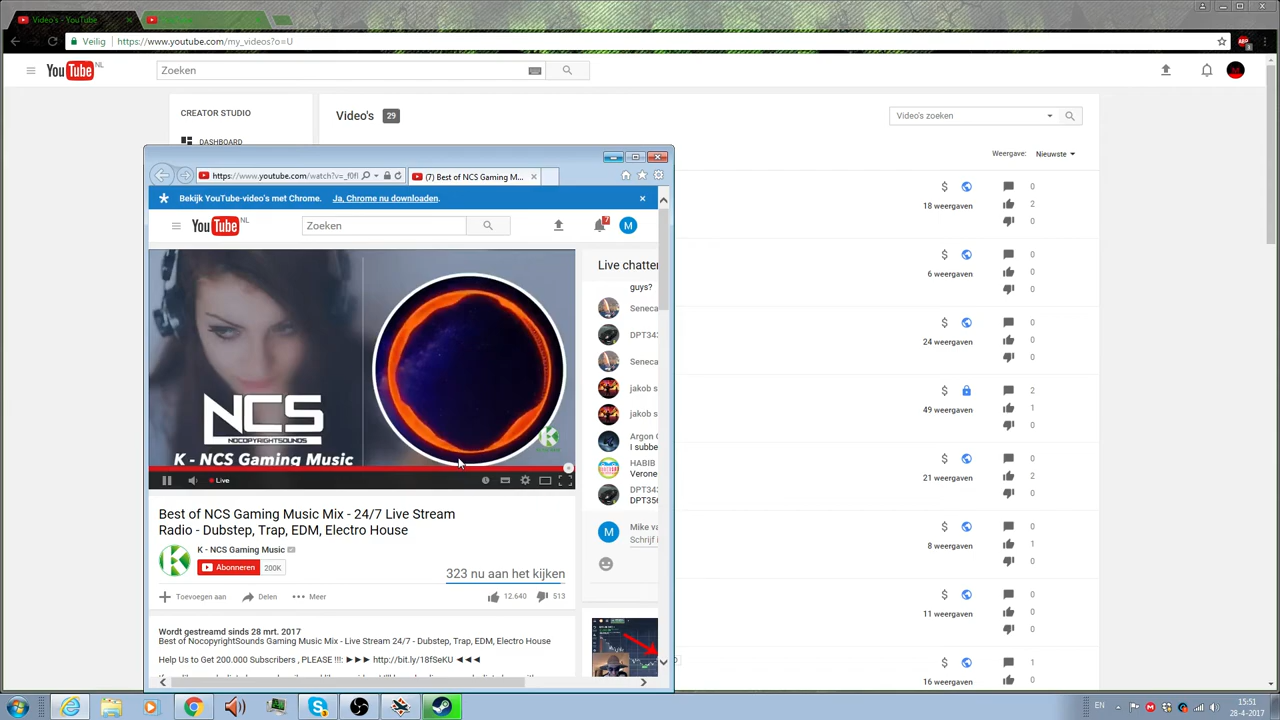 Video's - YouTube
Veilig
https://www.youtube.com/my_videos?o=U
YouTube NL
Zoeken
CREATOR STUDIO
Video's 29
Video's zoeken
DASHBOARD
Weergave: Nieuwste
0
18 weergaven 2
0
0
6 weergaven 0
0
0
24 weergaven 0
0
2
49 weergaven 1
0
0
21 weergaven 2
0
0
8 weergaven 1
0
0
11 weergaven 0
0
1
16 weergaven 0
(7) Best of NCS Gaming M...
Bekijk YouTube-video's met Chrome. Ja, Chrome nu downloaden.
YouTube NL
Zoeken
7
M
Live chatten
guys?
Seneca
DPT343
Seneca
jakob s
jakob s
Argon
I subbe
HABIB
Verone
DPT343
DPT356
M
Mike va
Schrijf i
NCS
NOCOPYRIGHTSOUNDS
K - NCS Gaming Music
Live
Best of NCS Gaming Music Mix - 24/7 Live Stream
Radio - Dubstep, Trap, EDM, Electro House
K - NCS Gaming Music
Abonneren 200K
323 nu aan het kijken
Toevoegen aan Delen Meer 12.640 513
Wordt gestreamd sinds 28 mrt. 2017
Best of NocopyrightSounds Gaming Music Mix - Live Stream 24/7 - Dubstep, Trap, EDM, Electro House
Help Us to Get 200.000 Subscribers , PLEASE !!!: ►►► http://bit.ly/18fSeKU ◄◄◄
EN
15:51
28-4-2017